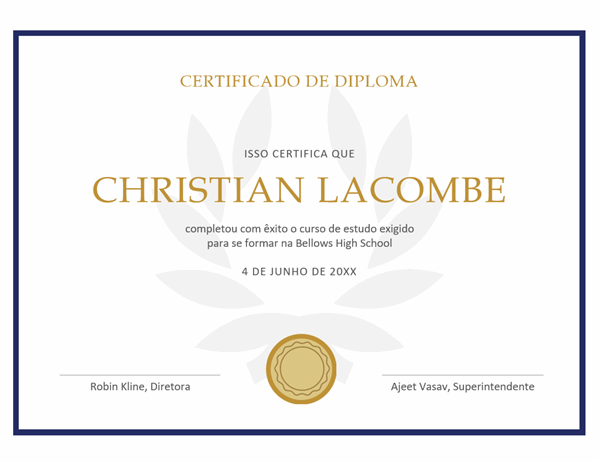 CERTIFICADO DE DIPLOMA
ISSO CERTIFICA QUE
CHRISTIAN LACOMBE
completou com êxito o curso de estudo exigido
para se formar na Bellows High School
4 DE JUNHO DE 20XX
Robin Kline, Diretora
Ajeet Vasav, Superintendente